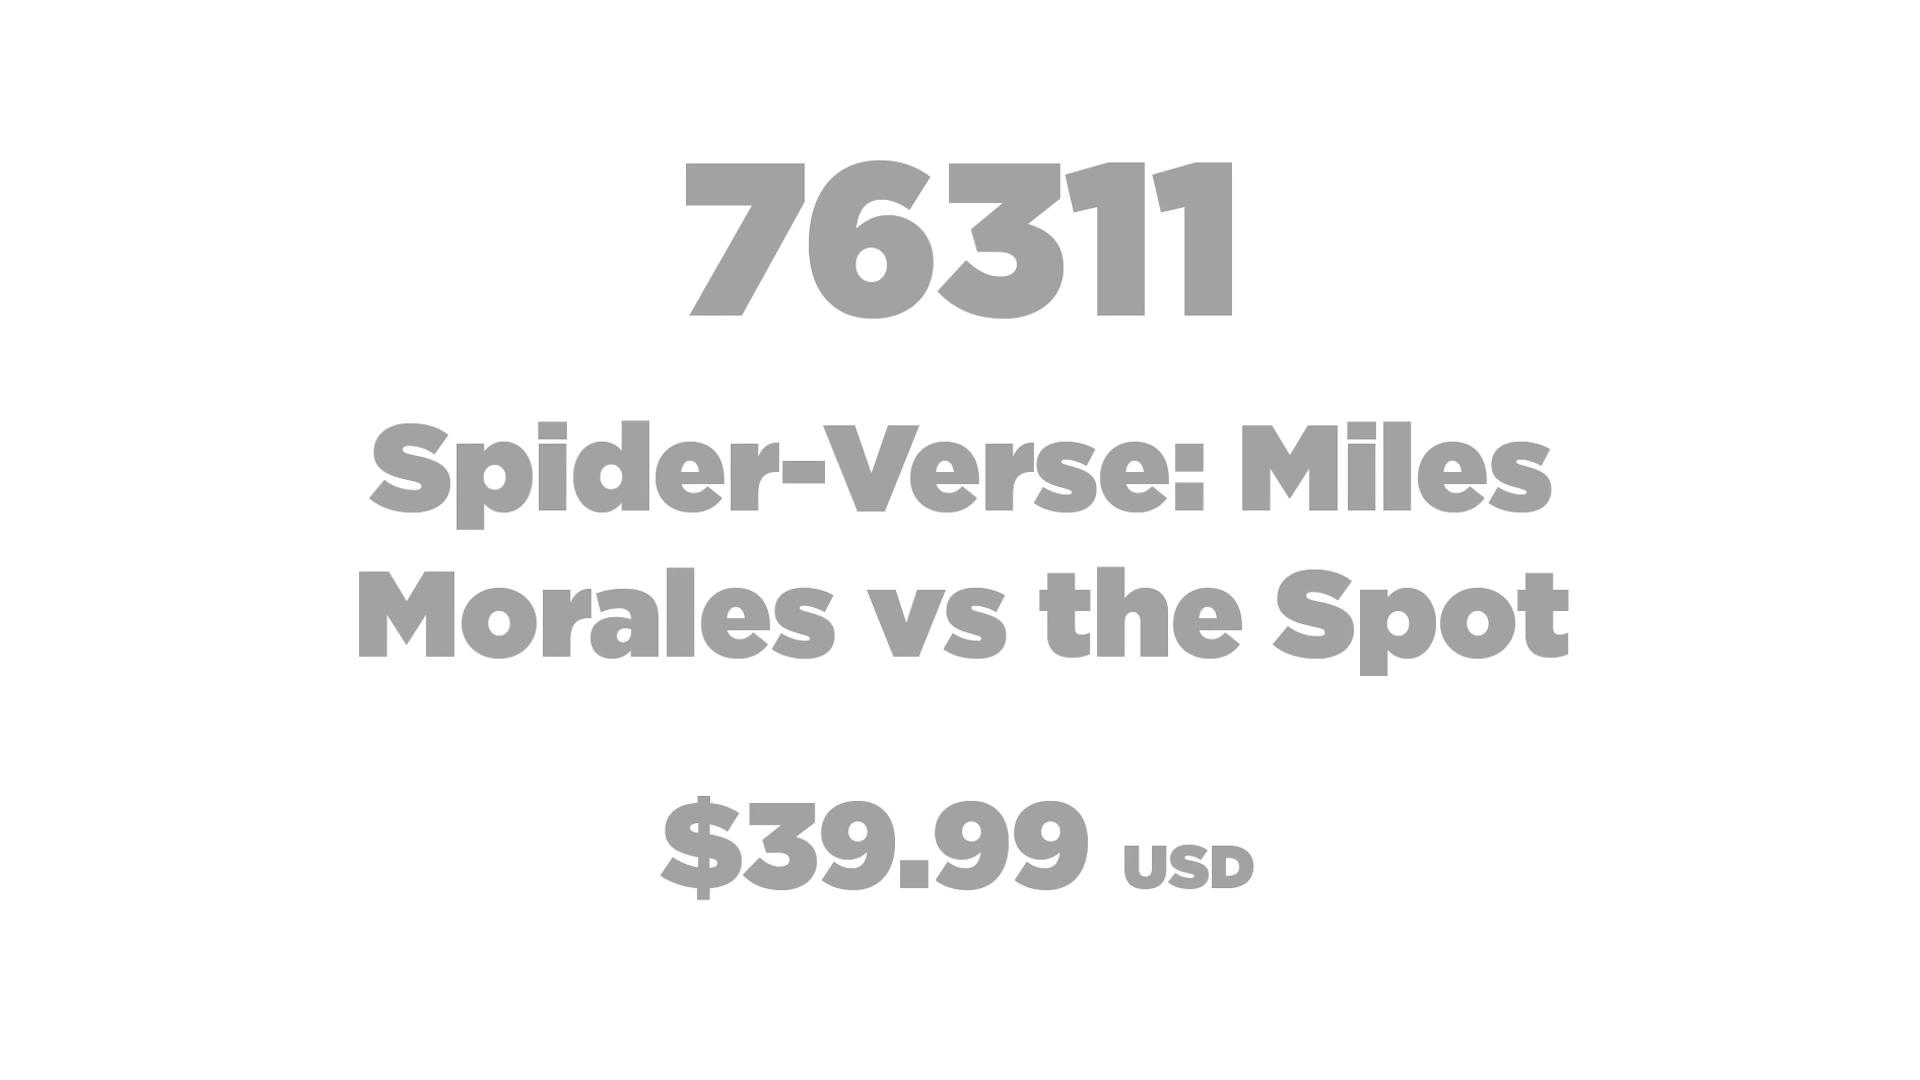 76311
Spider-Verse: Miles
Morales vs the Spot
$39.99 USD